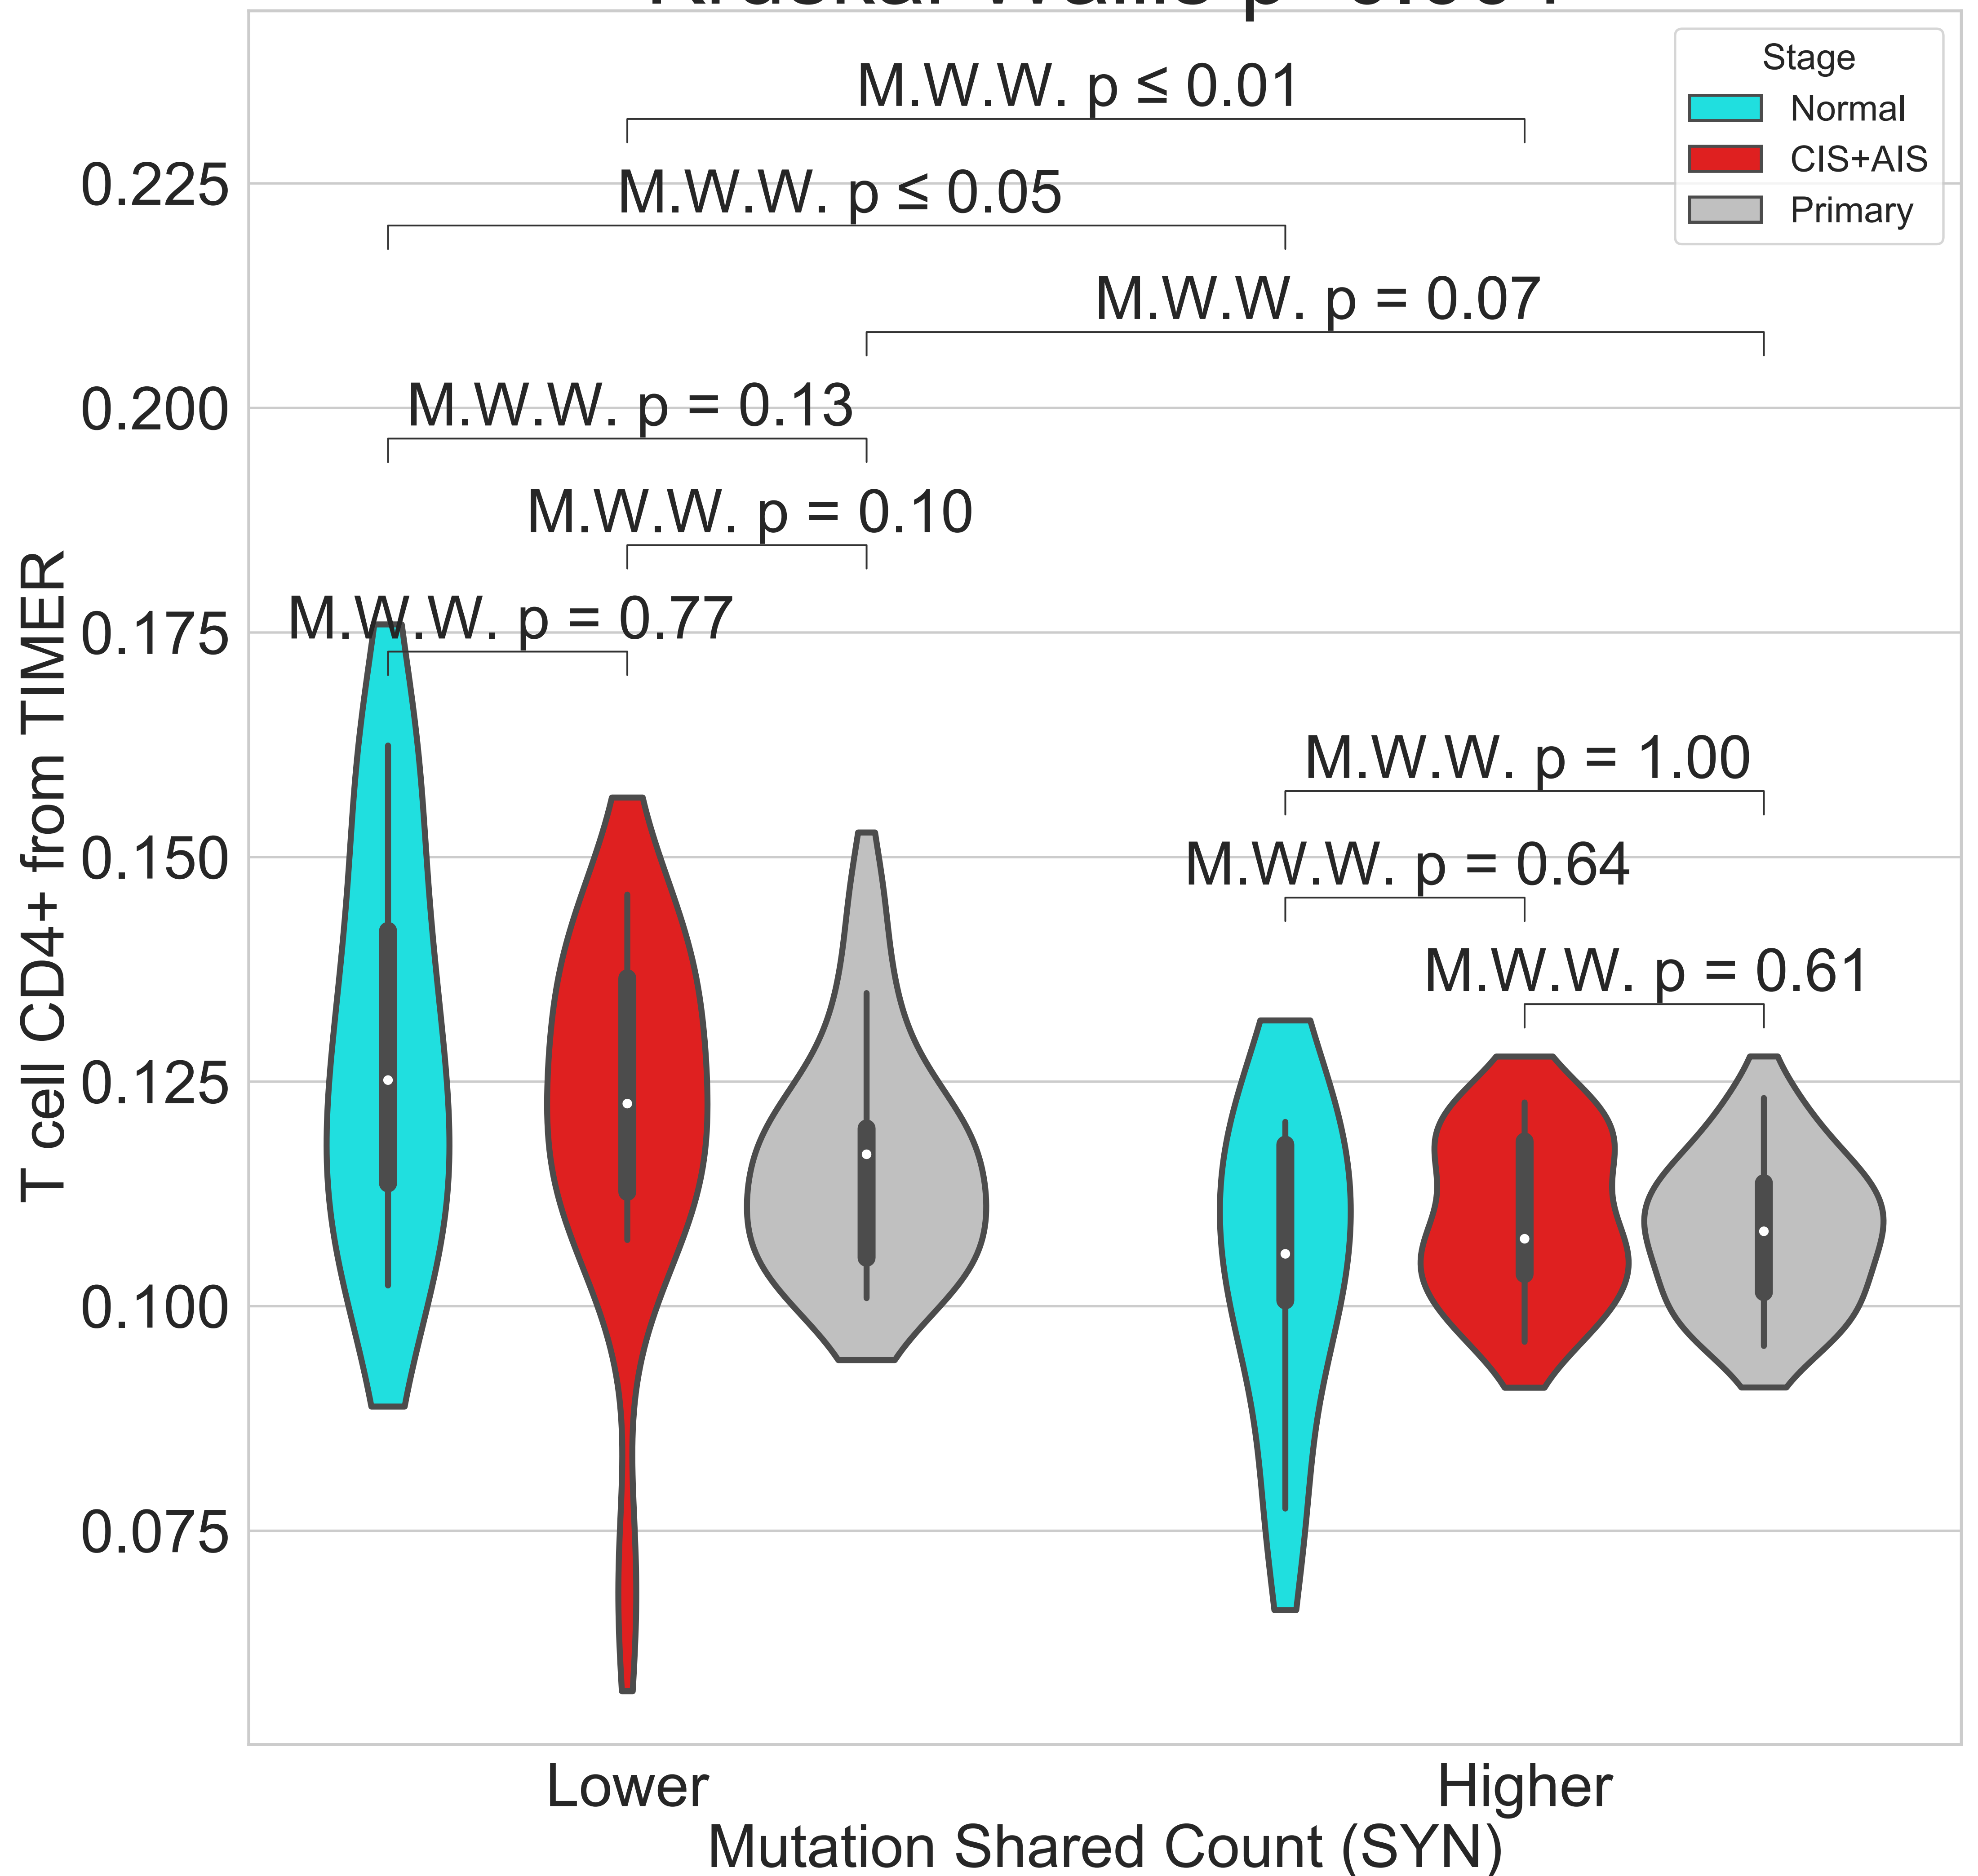 Stage
Normal
CIS+AIS
Primary
M.W.W. p ≤ 0.01
M.W.W. p ≤ 0.05
M.W.W. p = 0.07
M.W.W. p = 0.13
M.W.W. p = 0.10
M.W.W. p = 0.77
M.W.W. p = 1.00
M.W.W. p = 0.64
M.W.W. p = 0.61
T cell CD4+ from TIMER
0.225
0.200
0.175
0.150
0.125
0.100
0.075
Lower
Higher
Mutation Shared Count (SYN)